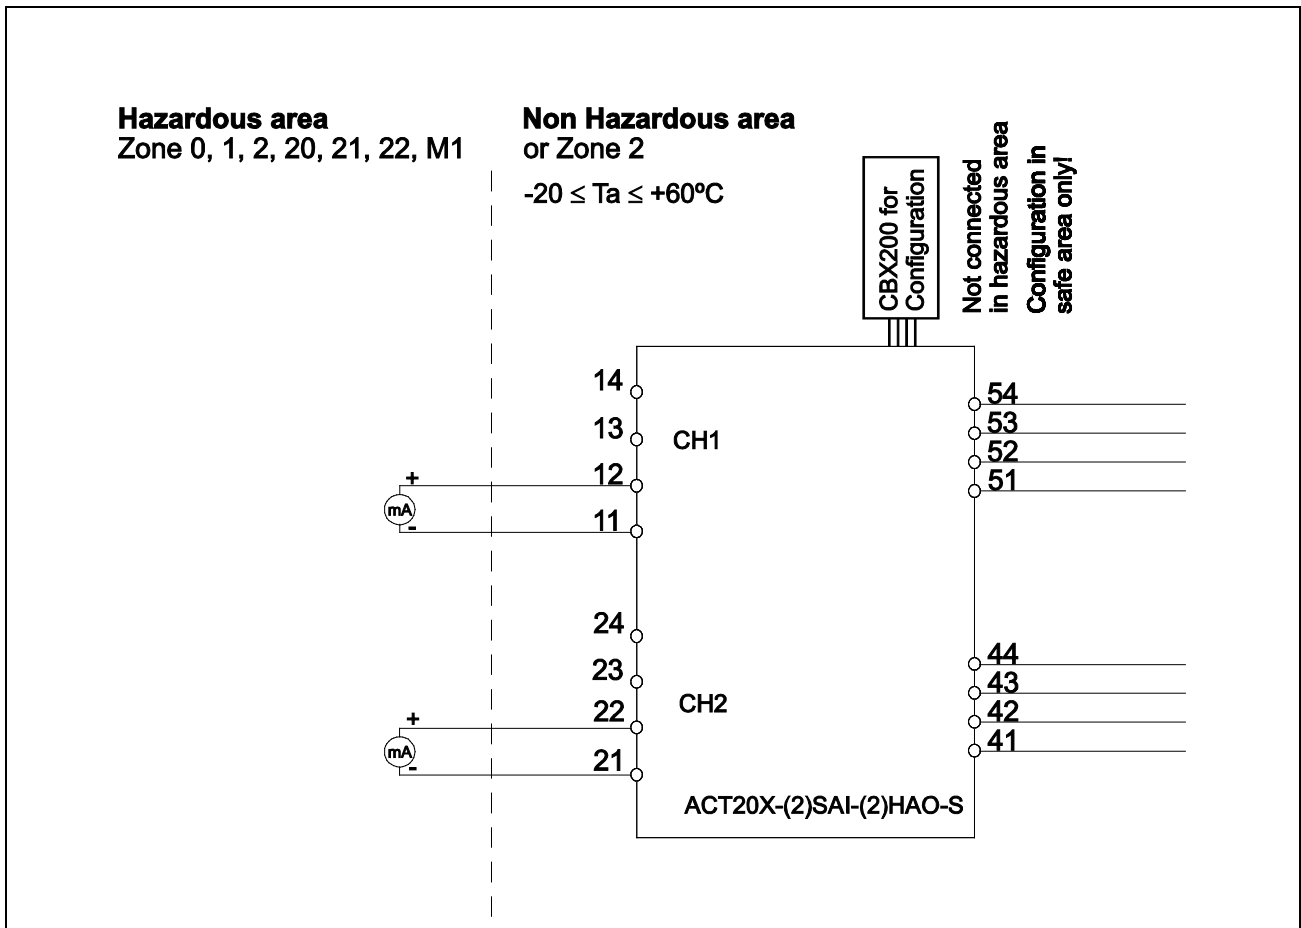 Hazardous area
Zone 0, 1, 2, 20, 21, 22, M1
Non Hazardous area
or Zone 2
-20 ≤ Ta ≤ +60ºC
CBX200 for
Configuration
Not connected
in hazardous area
Configuration in
safe area only!
14
13
CH1
12
11
+
mA
-
24
23
CH2
22
21
+
mA
-
54
53
52
51
44
43
42
41
ACT20X-(2)SAI-(2)HAO-S